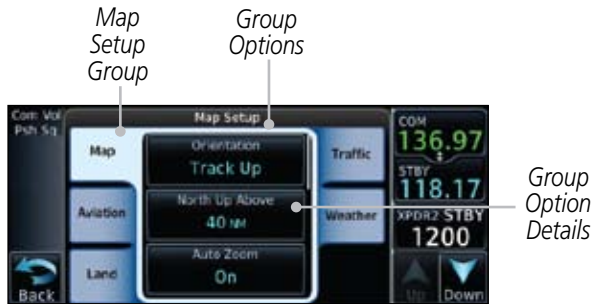 Map
Setup
Group
Group
Options
Com Vol
Psh Sq
Map Setup
Map
Aviation
Land
Orientation
Track Up
North Up Above
40 NM
Auto Zoom
On
Traffic
Weather
COM
136.97
STBY
118.17
XPDR2 STBY
1200
Back
Up
Down
Group
Option
Details